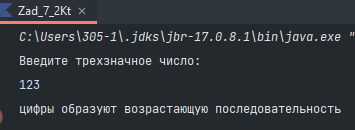 Zad_7_2Kt
C:\Users\305-1\.jdks\jbr-17.0.8.1\bin\java.exe "
Введите трехзначное число:
123
цифры образуют возрастающую последовательность